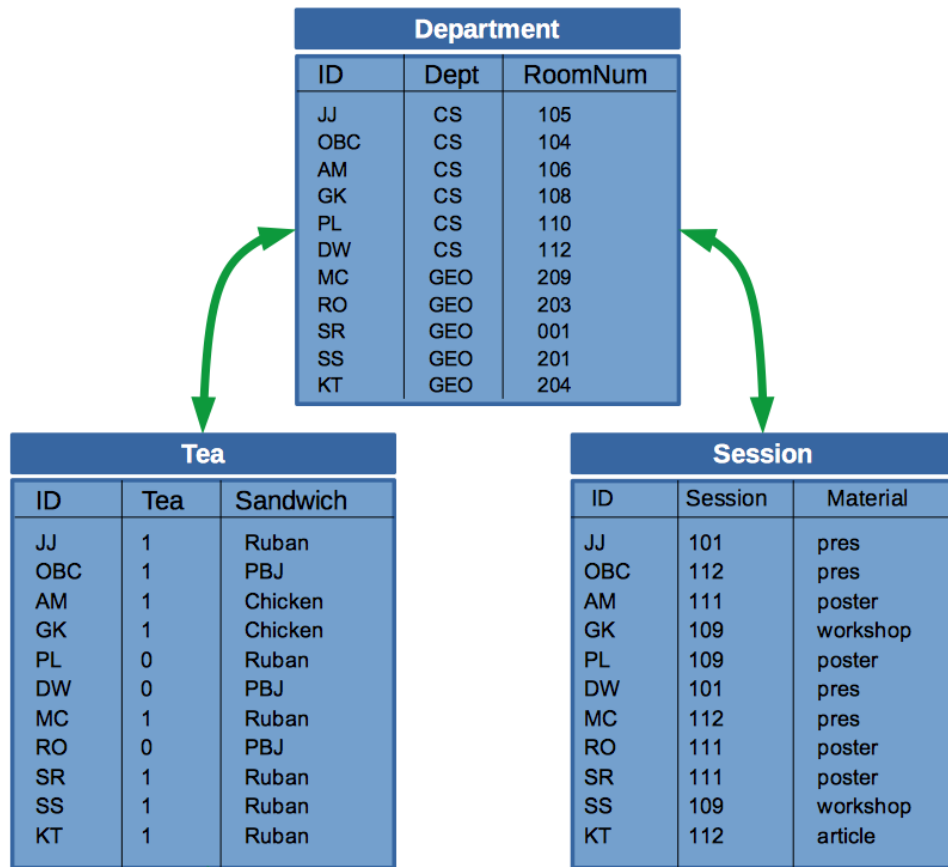 Department
ID Dept RoomNum
JJ CS 105
OBC CS 104
AM CS 106
GK CS 108
PL CS 110
DW CS 112
MC GEO 209
RO GEO 203
SR GEO 001
SS GEO 201
KT GEO 204
Tea
ID Tea Sandwich
JJ 1 Ruban
OBC 1 PBJ
AM 1 Chicken
GK 1 Chicken
PL 0 Ruban
DW 0 PBJ
MC 1 Ruban
RO 0 PBJ
SR 1 Ruban
SS 1 Ruban
KT 1 Ruban
Session
ID Session Material
JJ 101 pres
OBC 112 pres
AM 111 poster
GK 109 workshop
PL 109 poster
DW 101 pres
MC 112 pres
RO 111 poster
SR 111 poster
SS 109 workshop
KT 112 article